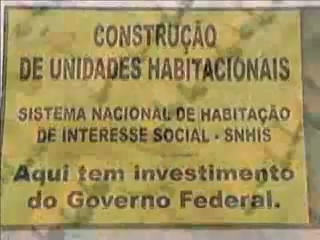 CONSTRUÇÃO
DE UNIDADES HABITACIONAIS
SISTEMA NACIONAL DE HABITAÇÃO
DE INTERESSE SOCIAL - SNHIS
Aqui tem investimento
do Governo Federal.